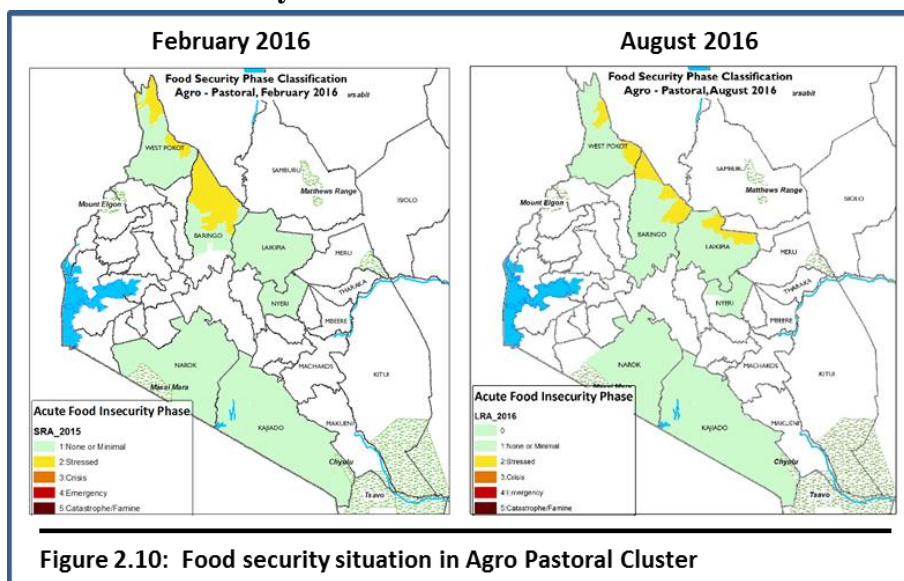 February 2016
August 2016
Food Security Phase Classification
Agro - Pastoral, February 2016
arsabit
WEST POKOT
SAMBURU
Matthews Range
ISIOLO
Mount Elgon
BARINGO
LAIKIPIA
MERU
THARAKA
NYERI
MBEERE
NAROK
MACHAKOS
KITUI
Masai Mara
KAJIADO
MAKUENI
Chyulu
Tsavo
Acute Food Insecurity Phase
SRA_2015
1:None or Minimal
2:Stressed
3:Crisis
4:Emergency
5:Catastrophe/Famine
Food Security Phase Classification
Agro - Pastoral, August 2016
arsabit
WEST POKOT
SAMBURU
Matthews Range
ISIOLO
Mount Elgon
BARINGO
LAIKIPIA
MERU
THARAKA
NYERI
MBEERE
NAROK
MACHAKOS
KITUI
Masai Mara
KAJIADO
MAKUENI
Chyulu
Tsavo
Acute Food Insecurity Phase
LRA_2016
0
1:None or Minimal
2:Stressed
3:Crisis
4:Emergency
5:Catastrophe/Famine
Figure 2.10: Food security situation in Agro Pastoral Cluster